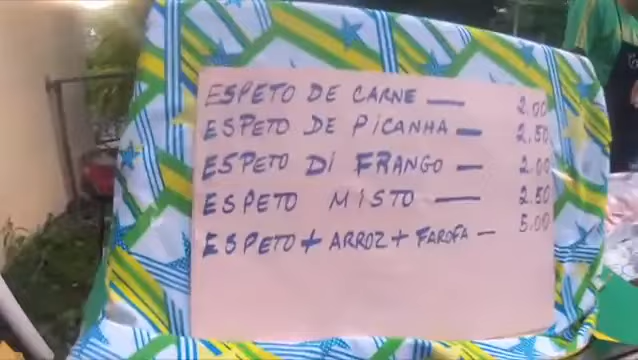 ESPETO DE CARNE — 2.00
ESPETO DE PICANHA — 2.50
ESPETO DI FRANGO — 2.00
ESPETO MISTO — 2.50
ESPETO + ARROZ + FAROFA — 5.00